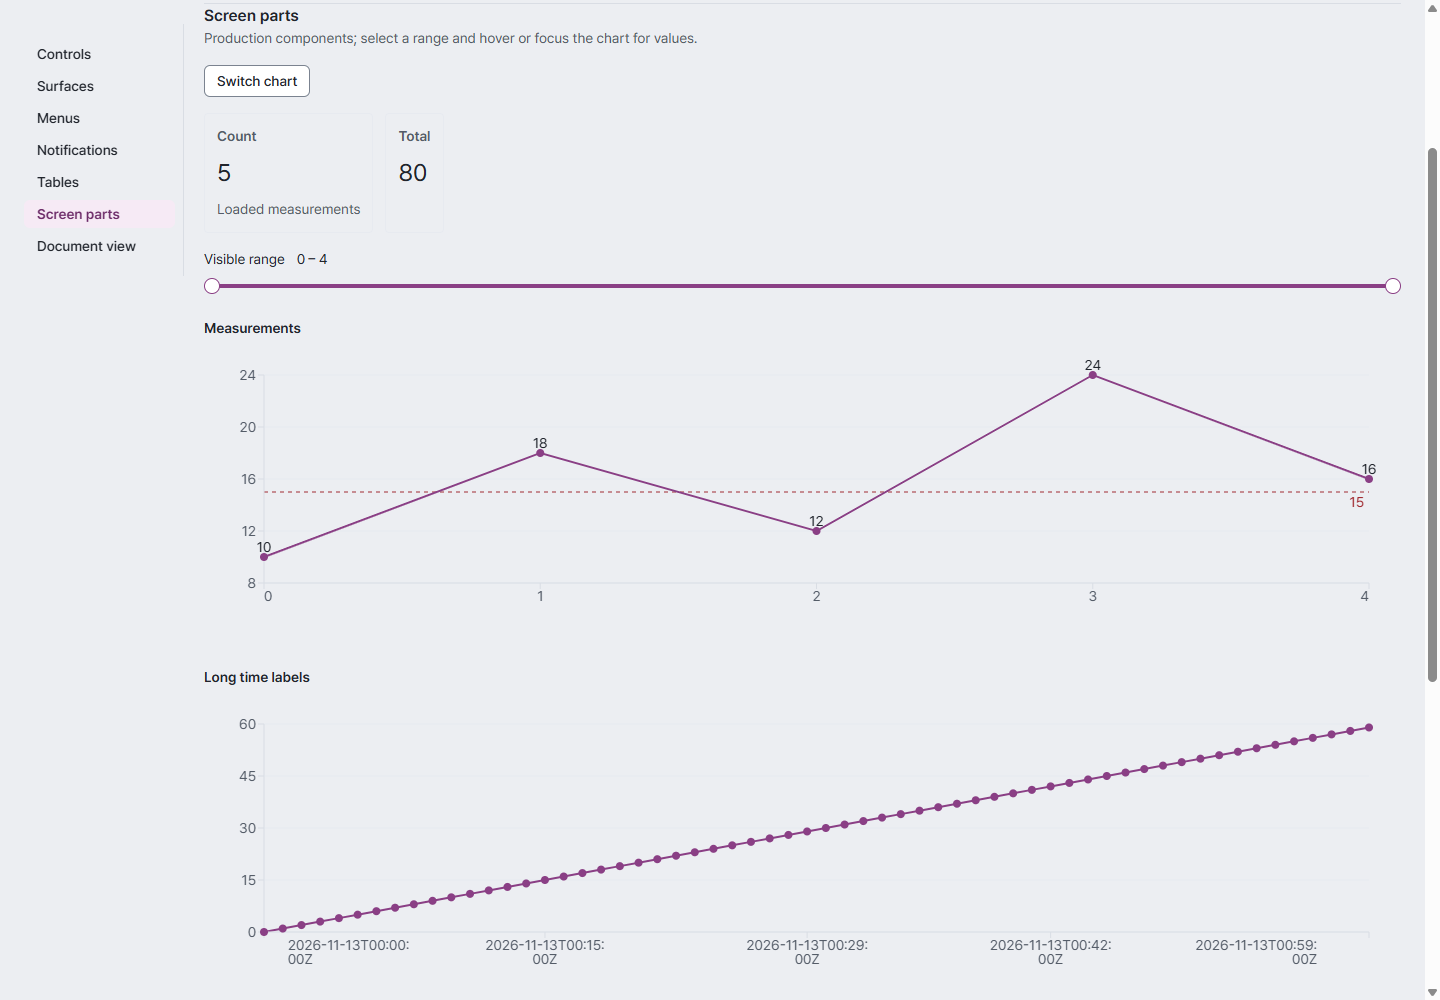 Screen parts
Production components; select a range and hover or focus the chart for values.
Controls
Surfaces
Menus
Notifications
Tables
Screen parts
Document view
Switch chart
Count
5
Loaded measurements
Total
80
Visible range 0 – 4
Measurements
24
20
16
12
8
10
18
12
24
16
15
0 1 2 3 4
Long time labels
60
45
30
15
0
2026-11-13T00:00:
00Z
2026-11-13T00:15:
00Z
2026-11-13T00:29:
00Z
2026-11-13T00:42:
00Z
2026-11-13T00:59:
00Z